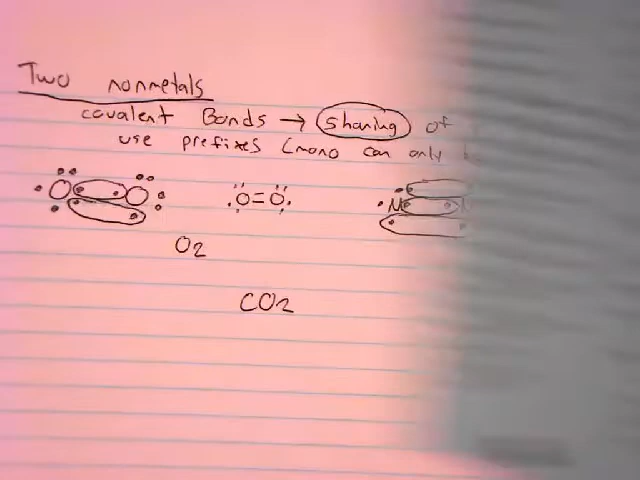 Two nonmetals
covalent Bonds → sharing of
use prefixes (mono can only
O O O=O N
O2
CO2